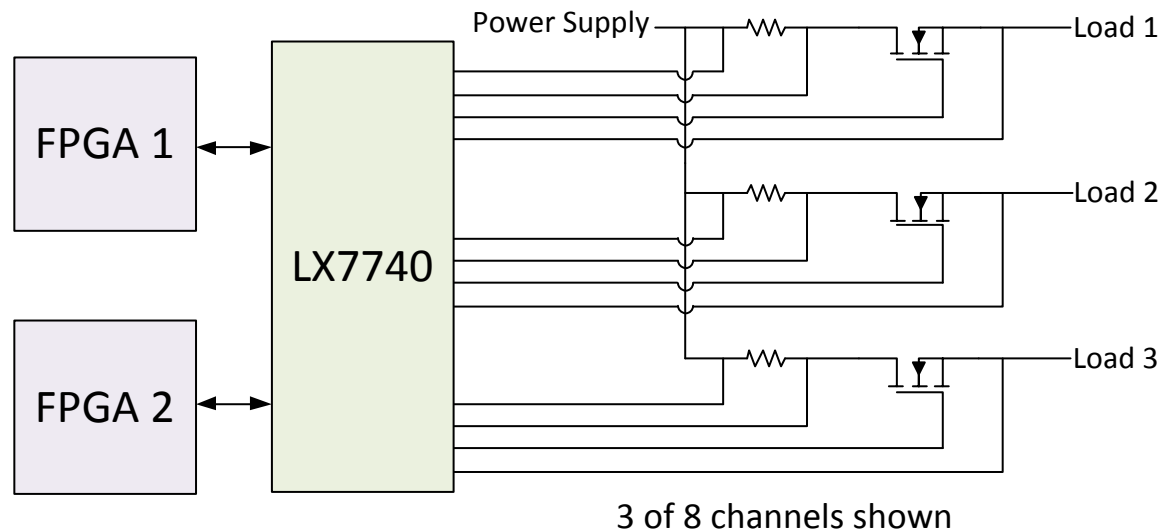 Power Supply
Load 1
FPGA 1
Load 2
LX7740
Load 3
FPGA 2
3 of 8 channels shown